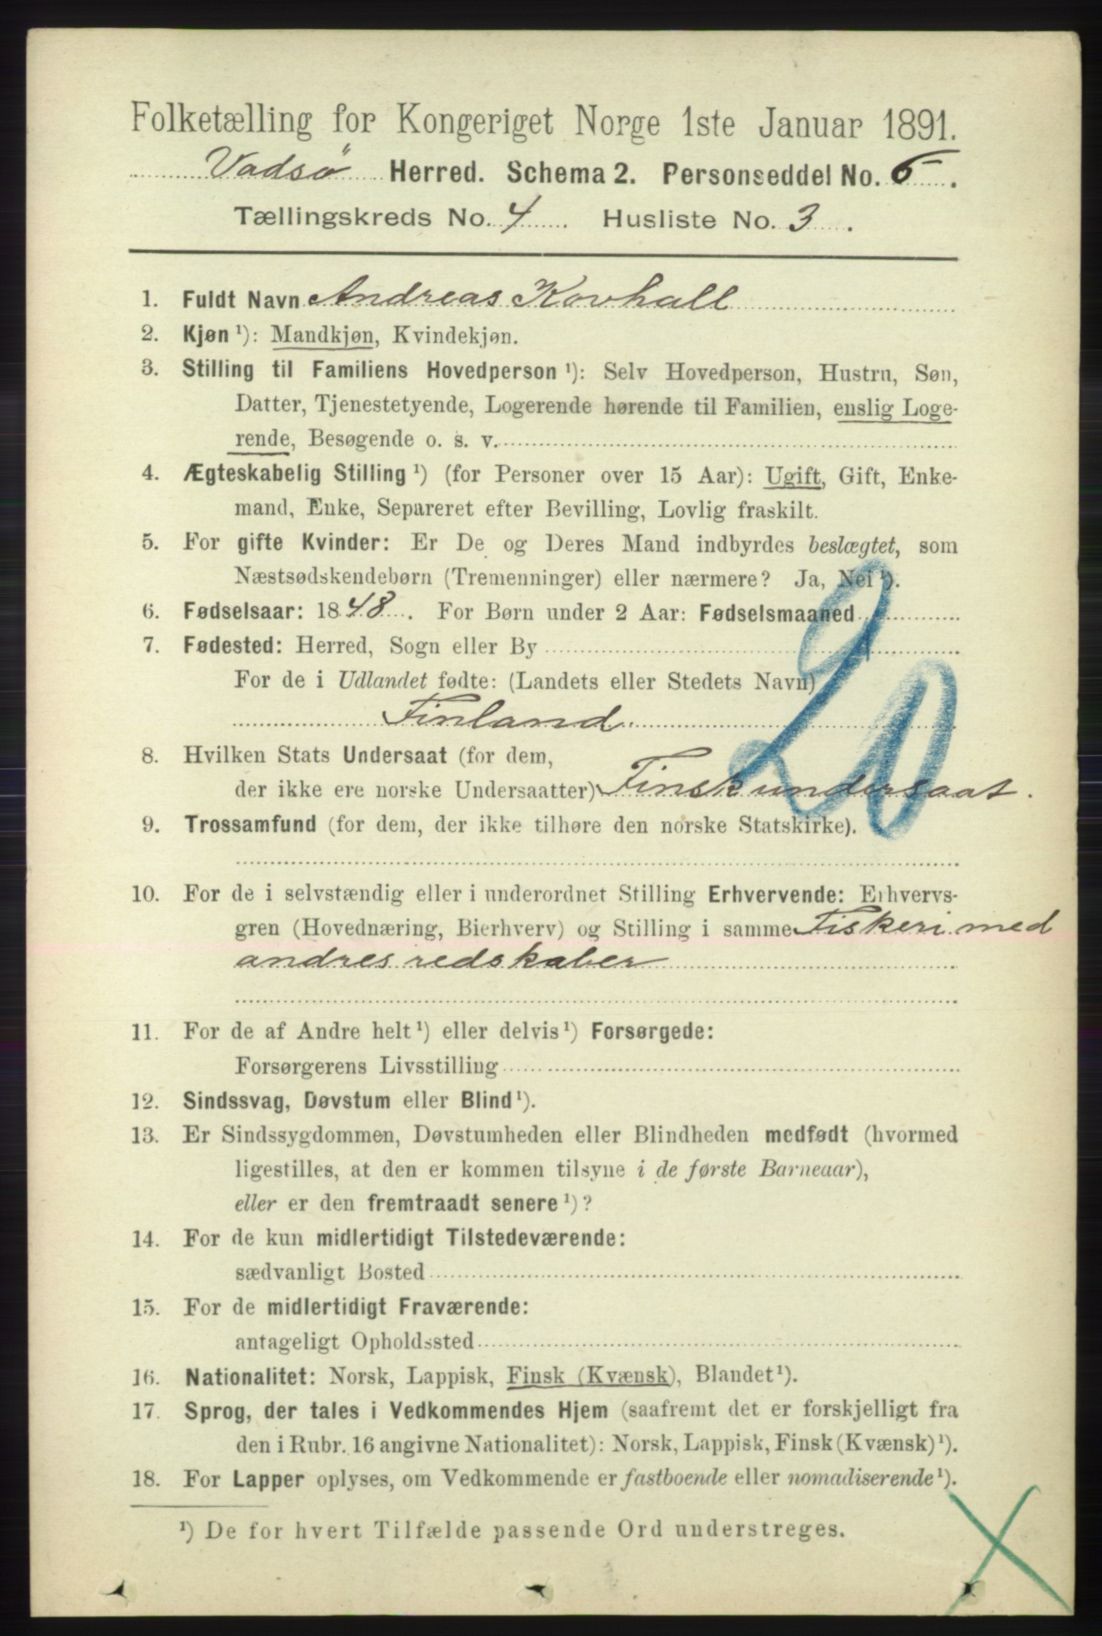 Folketælling for Kongeriget Norge 1ste Januar 1891.
Vadsø Herred. Schema 2. Personseddel No. 6.
Tællingskreds No. 4 Husliste No. 3.
1. Fuldt Navn Andreas Kovhall
2. Kjøn ¹): Mandkjøn, Kvindekjøn.
3. Stilling til Familiens Hovedperson ¹): Selv Hovedperson, Hustru, Søn,
Datter, Tjenestetyende, Logerende hørende til Familien, enslig Loge-
rende, Besøgende o. s. v.
4. Ægteskabelig Stilling ¹) (for Personer over 15 Aar): Ugift, Gift, Enke-
mand, Enke, Separeret efter Bevilling, Lovlig fraskilt.
5. For gifte Kvinder: Er De og Deres Mand indbyrdes beslægtet, som
Næstsødskendebørn (Tremenninger) eller nærmere? Ja, Nei ¹).
6. Fødselsaar: 1848. For Børn under 2 Aar: Fødselsmaaned
7. Fødested: Herred, Sogn eller By
For de i Udlandet fødte: (Landets eller Stedets Navn)
Finland.
20
8. Hvilken Stats Undersaat (for dem,
der ikke ere norske Undersaatter) Finsk undersaat.
9. Trossamfund (for dem, der ikke tilhøre den norske Statskirke).
10. For de i selvstændig eller i underordnet Stilling Erhvervende: Erhvervs-
gren (Hovednæring, Bierhverv) og Stilling i samme Fiskeri med
andres redskaber
11. For de af Andre helt ¹) eller delvis ¹) Forsørgede:
Forsørgerens Livsstilling
12. Sindssvag, Døvstum eller Blind ¹).
13. Er Sindssygdommen, Døvstumheden eller Blindheden medfødt (hvormed
ligestilles, at den er kommen tilsyne i de første Barneaar),
eller er den fremtraadt senere ¹)?
14. For de kun midlertidigt Tilstedeværende:
sædvanligt Bosted
15. For de midlertidigt Fraværende:
antageligt Opholdssted
16. Nationalitet: Norsk, Lappisk, Finsk (Kvænsk), Blandet ¹).
17. Sprog, der tales i Vedkommendes Hjem (saafremt det er forskjelligt fra
den i Rubr. 16 angivne Nationalitet): Norsk, Lappisk, Finsk (Kvænsk) ¹).
18. For Lapper oplyses, om Vedkommende er fastboende eller nomadiserende ¹).
¹) De for hvert Tilfælde passende Ord understreges.